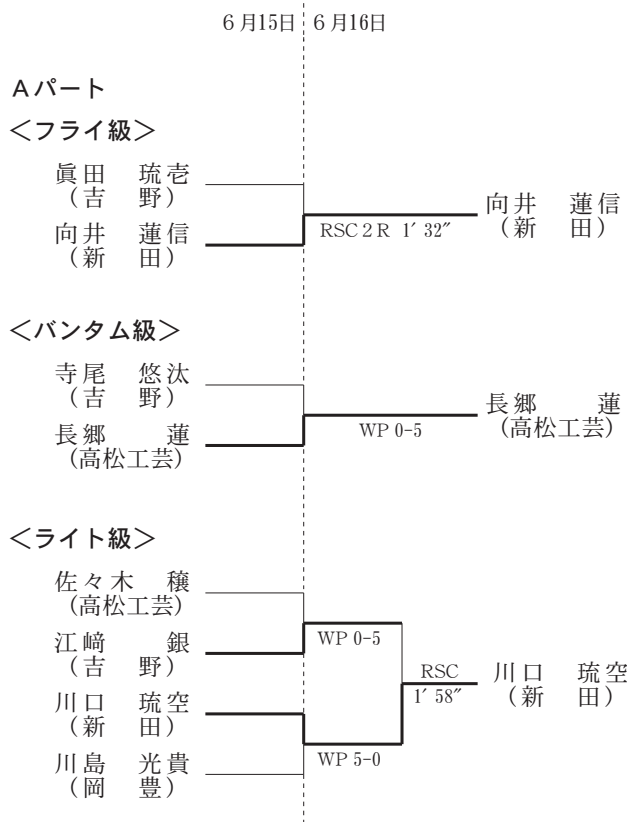 6月15日 6月16日
Aパート
＜フライ級＞
眞田 琉壱
（吉 野）
向井 蓮信
（新 田）
RSC 2 R 1′32″
向井 蓮信
（新 田）
＜バンタム級＞
寺尾 悠汰
（吉 野）
長郷 蓮
（高松工芸）
WP 0-5
長郷 蓮
（高松工芸）
＜ライト級＞
佐々木 穣
（高松工芸）
江﨑 銀
（吉 野）
WP 0-5
川口 琉空
（新 田）
川島 光貴
（岡 豊）
WP 5-0
RSC
1′58″
川口 琉空
（新 田）